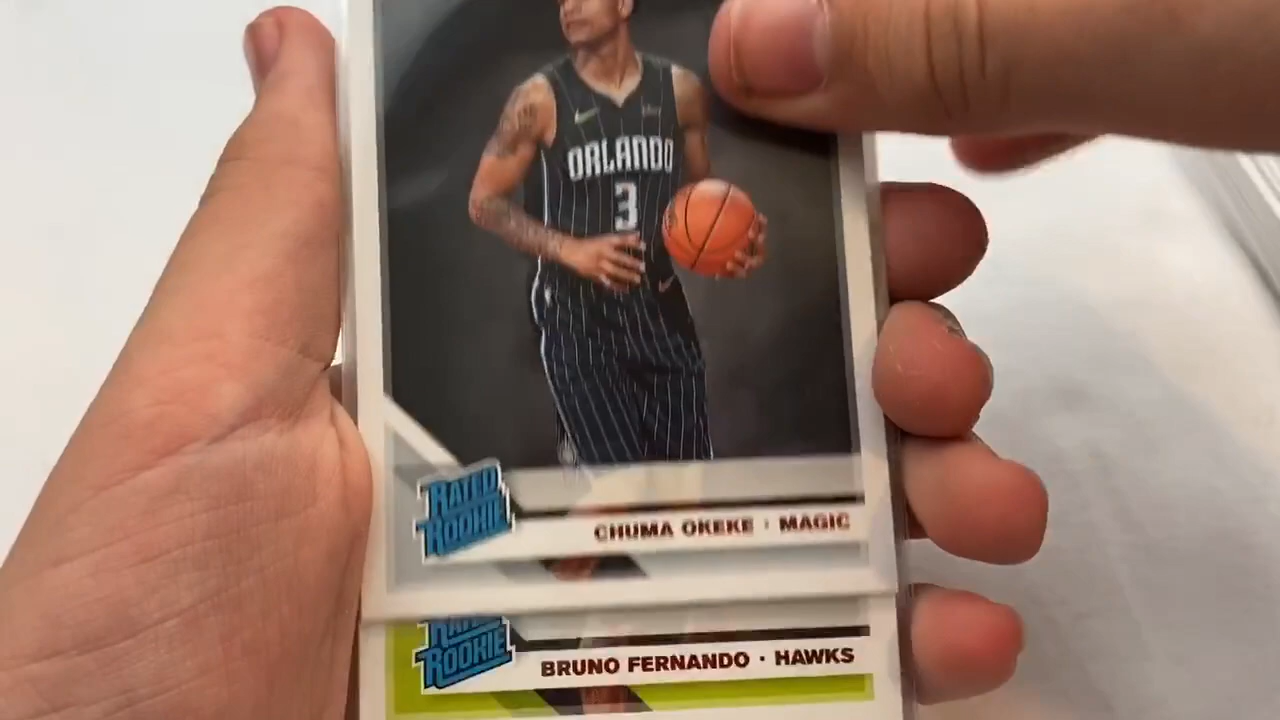 ORLANDO
3
RATED
ROOKIE
CHUMA OKEKE · MAGIC
RATED
ROOKIE
BRUNO FERNANDO · HAWKS